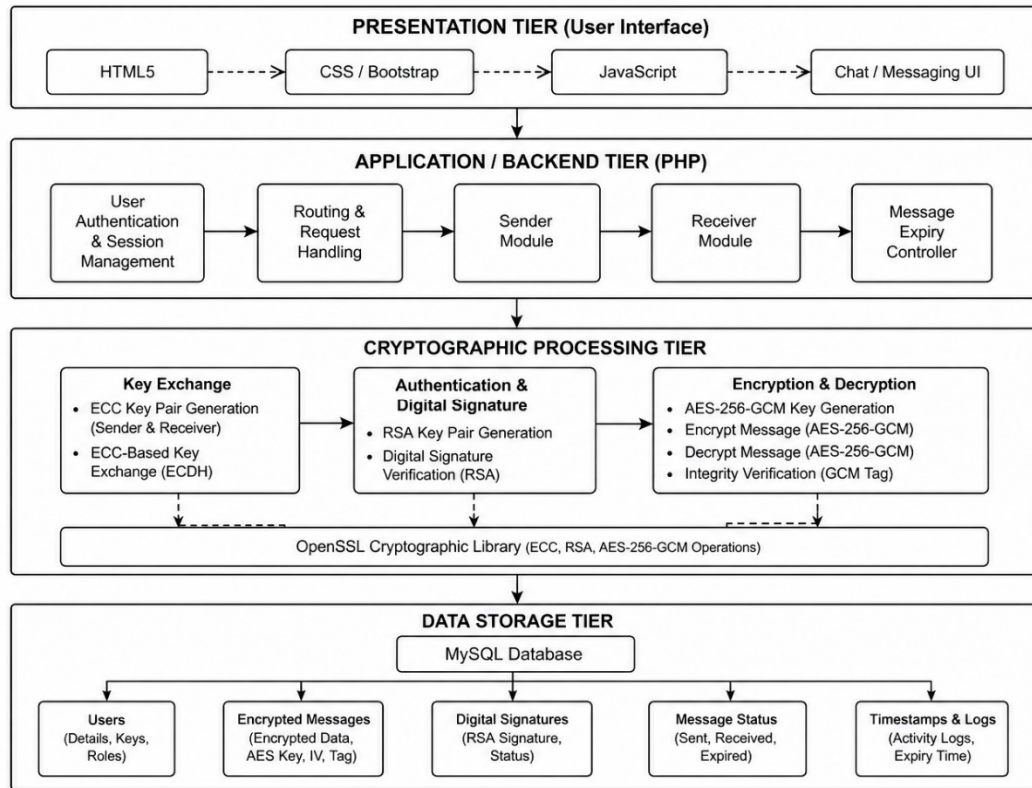 PRESENTATION TIER (User Interface)
HTML5
CSS / Bootstrap
JavaScript
Chat / Messaging UI
APPLICATION / BACKEND TIER (PHP)
User
Authentication
& Session
Management
Routing &
Request
Handling
Sender
Module
Receiver
Module
Message
Expiry
Controller
CRYPTOGRAPHIC PROCESSING TIER
Key Exchange
• ECC Key Pair Generation
(Sender & Receiver)
• ECC-Based Key
Exchange (ECDH)
Authentication &
Digital Signature
• RSA Key Pair Generation
• Digital Signature
Verification (RSA)
Encryption & Decryption
• AES-256-GCM Key Generation
• Encrypt Message (AES-256-GCM)
• Decrypt Message (AES-256-GCM)
• Integrity Verification (GCM Tag)
OpenSSL Cryptographic Library (ECC, RSA, AES-256-GCM Operations)
DATA STORAGE TIER
MySQL Database
Users
(Details, Keys,
Roles)
Encrypted Messages
(Encrypted Data,
AES Key, IV, Tag)
Digital Signatures
(RSA Signature,
Status)
Message Status
(Sent, Received,
Expired)
Timestamps & Logs
(Activity Logs,
Expiry Time)